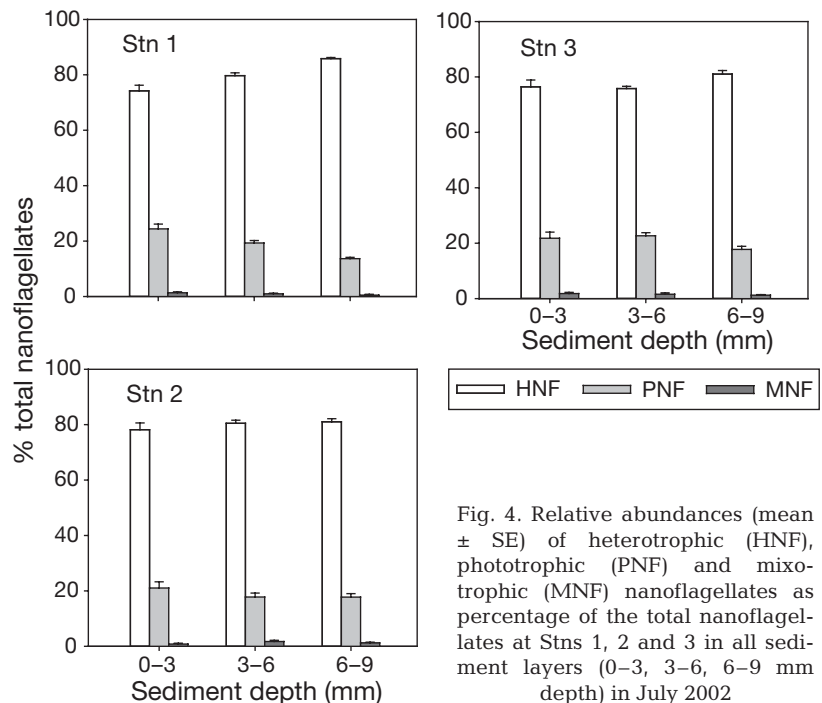 % total nanoflagellates
100
80
60
40
20
0
Stn 1
100
80
60
40
20
0
Stn 2
0–3
3–6
6–9
Sediment depth (mm)
100
80
60
40
20
0
Stn 3
0–3
3–6
6–9
Sediment depth (mm)
HNF
PNF
MNF
Fig. 4. Relative abundances (mean
± SE) of heterotrophic (HNF),
phototrophic (PNF) and mixo-
trophic (MNF) nanoflagellates as
percentage of the total nanoflagel-
lates at Stns 1, 2 and 3 in all sedi-
ment layers (0–3, 3–6, 6–9 mm
depth) in July 2002